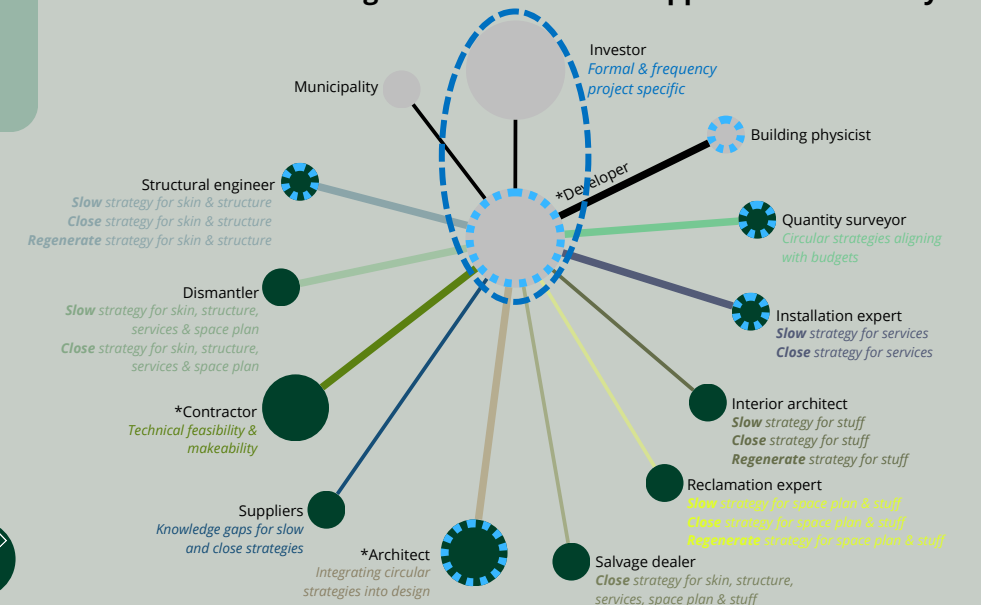 Investor
Formal & frequency
project specific
Municipality
Building physicist
*Developer
Structural engineer
Slow strategy for skin & structure
Close strategy for skin & structure
Regenerate strategy for skin & structure
Quantity surveyor
Circular strategies aligning
with budgets
Dismantler
Slow strategy for skin, structure,
services & space plan
Close strategy for skin, structure,
services & space plan
Installation expert
Slow strategy for services
Close strategy for services
*Contractor
Technical feasibility &
makeability
Interior architect
Slow strategy for stuff
Close strategy for stuff
Regenerate strategy for stuff
Reclamation expert
Slow strategy for space plan & stuff
Close strategy for space plan & stuff
Regenerate strategy for space plan & stuff
Suppliers
Knowledge gaps for slow
and close strategies
*Architect
Integrating circular
strategies into design
Salvage dealer
Close strategy for skin, structure,
services, space plan & stuff